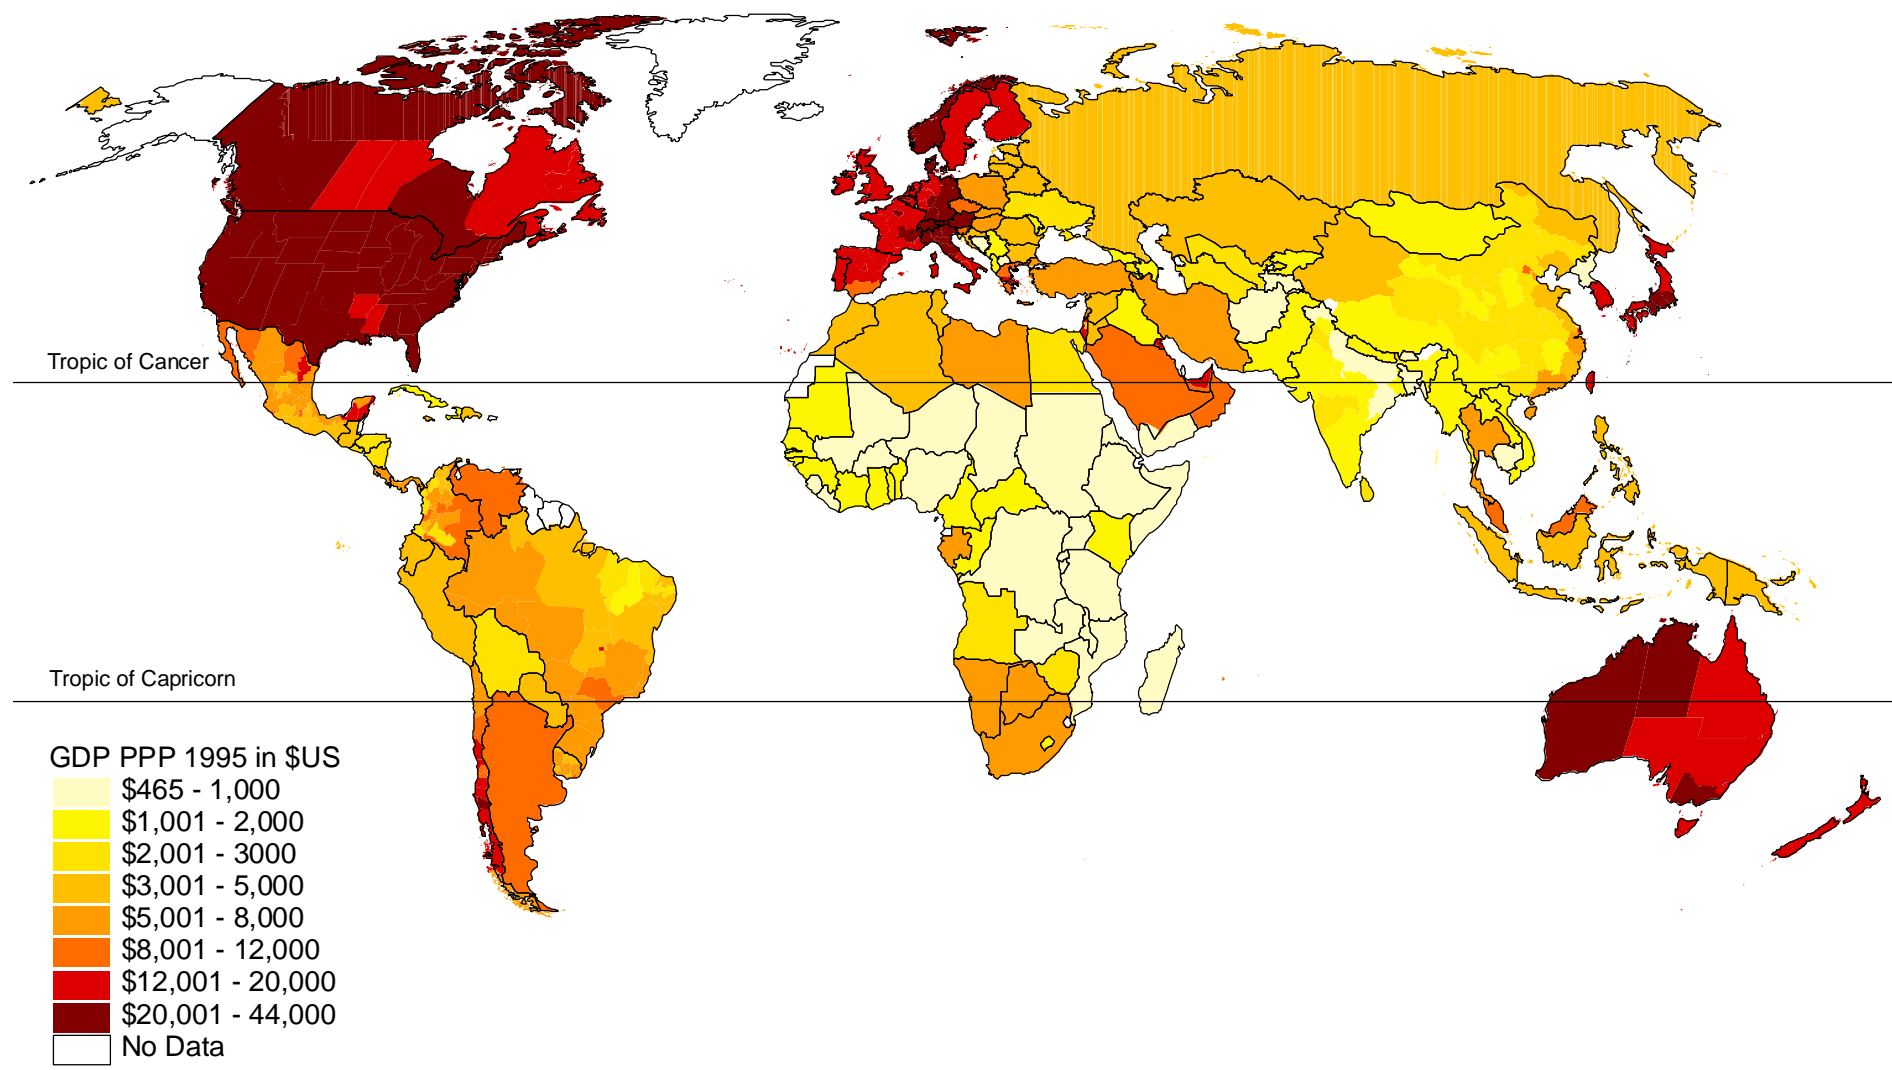 Tropic of Cancer
Tropic of Capricorn
GDP PPP 1995 in $US
$465 - 1,000
$1,001 - 2,000
$2,001 - 3000
$3,001 - 5,000
$5,001 - 8,000
$8,001 - 12,000
$12,001 - 20,000
$20,001 - 44,000
No Data